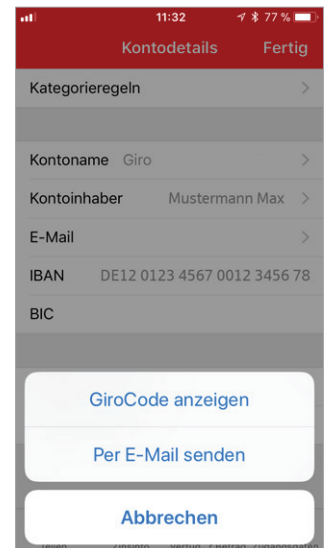 11:32 77 %
Kontodetails Fertig
Kategorieregeln
Kontoname Giro
Kontoinhaber Mustermann Max
E-Mail
IBAN DE12 0123 4567 0012 3456 78
BIC
GiroCode anzeigen
Per E-Mail senden
Abbrechen